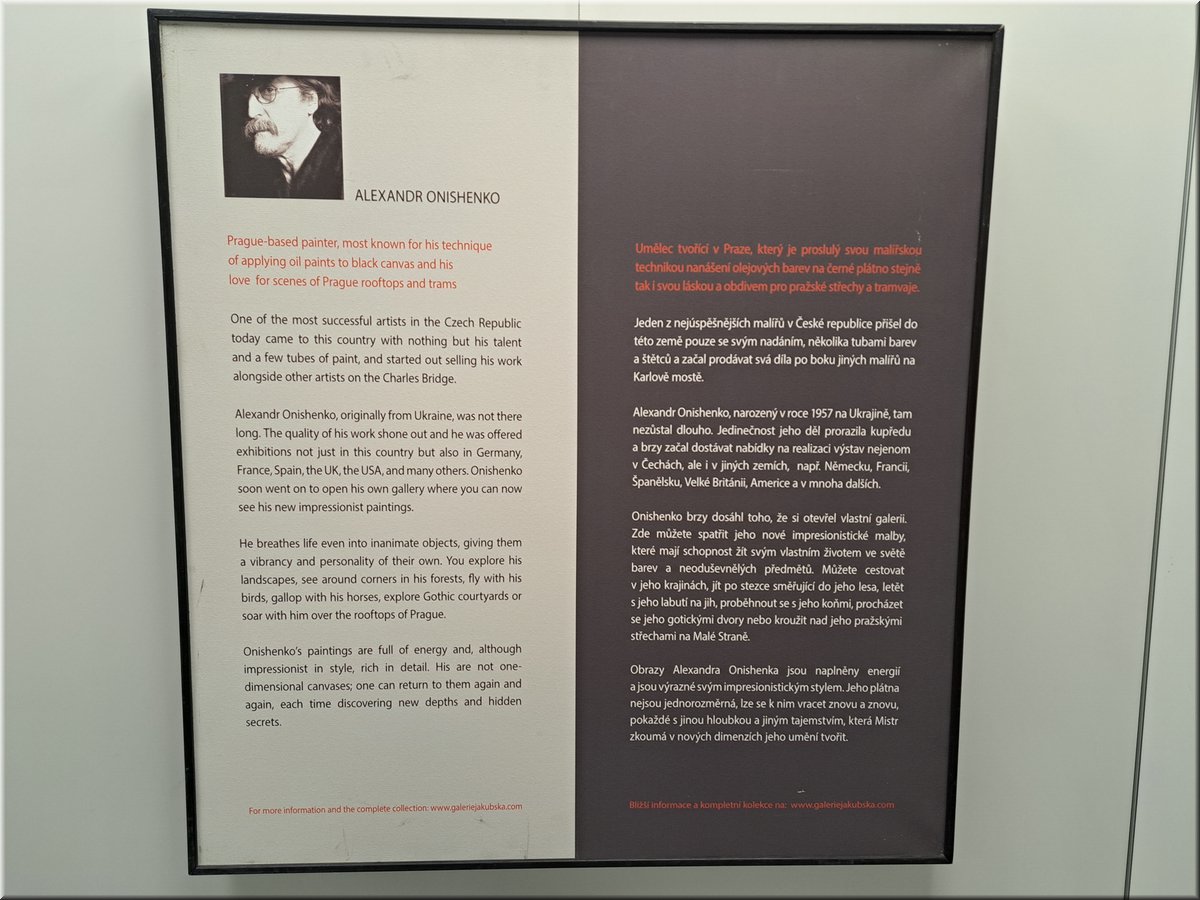 ALEXANDR ONISHENKO
Prague-based painter, most known for his technique
of applying oil paints to black canvas and his
love for scenes of Prague rooftops and trams
One of the most successful artists in the Czech Republic
today came to this country with nothing but his talent
and a few tubes of paint, and started out selling his work
alongside other artists on the Charles Bridge.
Alexandr Onishenko, originally from Ukraine, was not there
long. The quality of his work shone out and he was offered
exhibitions not just in this country but also in Germany,
France, Spain, the UK, the USA, and many others. Onishenko
soon went on to open his own gallery where you can now
see his new impressionist paintings.
He breathes life even into inanimate objects, giving them
a vibrancy and personality of their own. You explore his
landscapes, see around corners in his forests, fly with his
birds, gallop with his horses, explore Gothic courtyards or
soar with him over the rooftops of Prague.
Onishenko's paintings are full of energy and, although
impressionist in style, rich in detail. His are not one-
dimensional canvases; one can return to them again and
again, each time discovering new depths and hidden
secrets.
For more information and the complete collection: www.galeriejakubska.com
Umělec tvořící v Praze, který je proslulý svou malířskou
technikou nanášení olejových barev na černé plátno stejně
tak i svou láskou a obdivem pro pražské střechy a tramvaje.
Jeden z nejúspěšnějších malířů v České republice přišel do
této země pouze se svým nadáním, několika tubami barev
a štětců a začal prodávat svá díla po boku jiných malířů na
Karlově mostě.
Alexandr Onishenko, narozený v roce 1957 na Ukrajině, tam
nezůstal dlouho. Jedinečnost jeho děl prorazila kupředu
a brzy začal dostávat nabídky na realizaci výstav nejenom
v Čechách, ale i v jiných zemích, např. Německu, Francii,
Španělsku, Velké Británii, Americe a v mnoha dalších.
Onishenko brzy dosáhl toho, že si otevřel vlastní galerii.
Zde můžete spatřit jeho nové impresionistické malby,
které mají schopnost žít svým vlastním životem ve světě
barev a neoduševnělých předmětů. Můžete cestovat
v jeho krajinách, jít po stezce směřující do jeho lesa, letět
s jeho labutí na jih, proběhnout se s jeho koňmi, procházet
se jeho gotickými dvory nebo kroužit nad jeho pražskými
střechami na Malé Straně.
Obrazy Alexandra Onishenka jsou naplněny energií
a jsou výrazné svým impresionistickým stylem. Jeho plátna
nejsou jednorozměrná, lze se k nim vracet znovu a znovu,
pokaždé s jinou hloubkou a jiným tajemstvím, která Mistr
zkoumá v nových dimenzích jeho umění tvořit.
Bližší informace a kompletní kolekce na: www.galeriejakubska.com